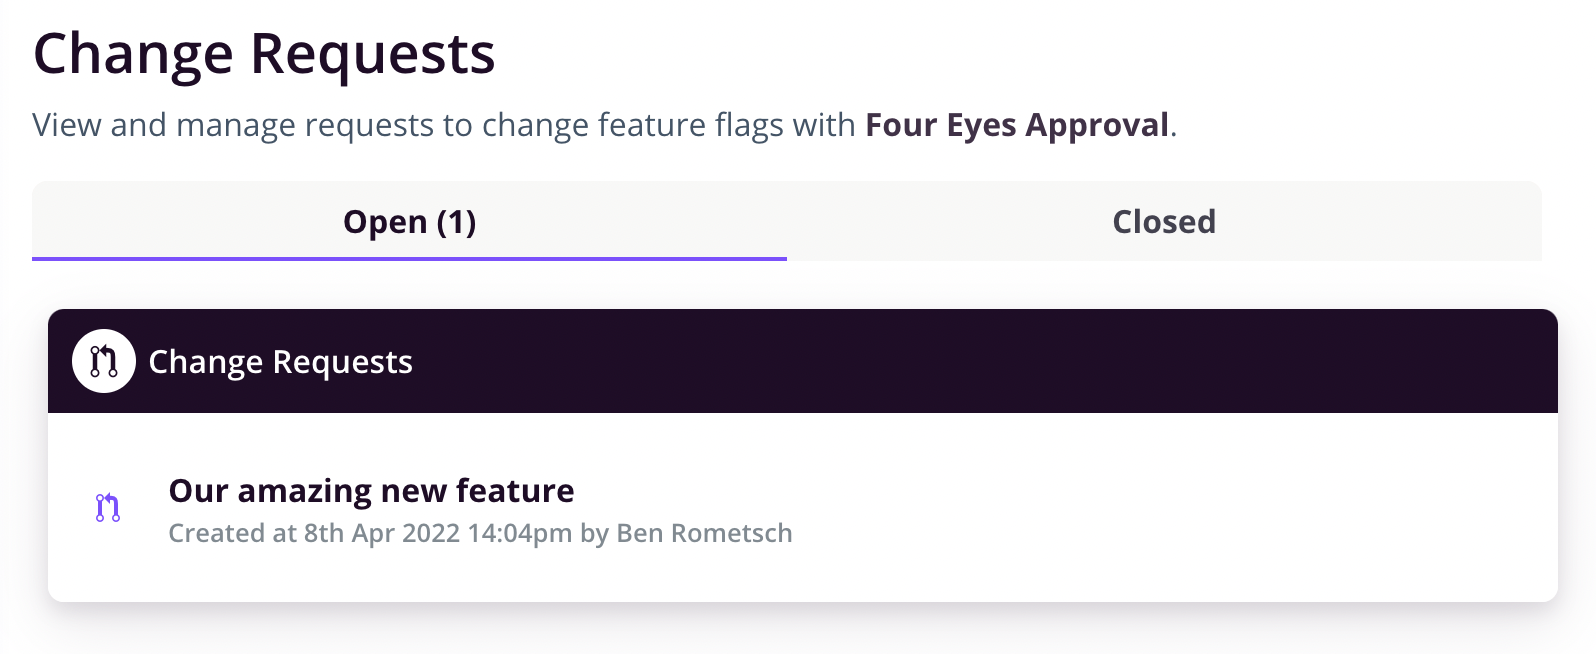 Change Requests
View and manage requests to change feature flags with Four Eyes Approval.
Open (1)
Closed
Change Requests
Our amazing new feature
Created at 8th Apr 2022 14:04pm by Ben Rometsch